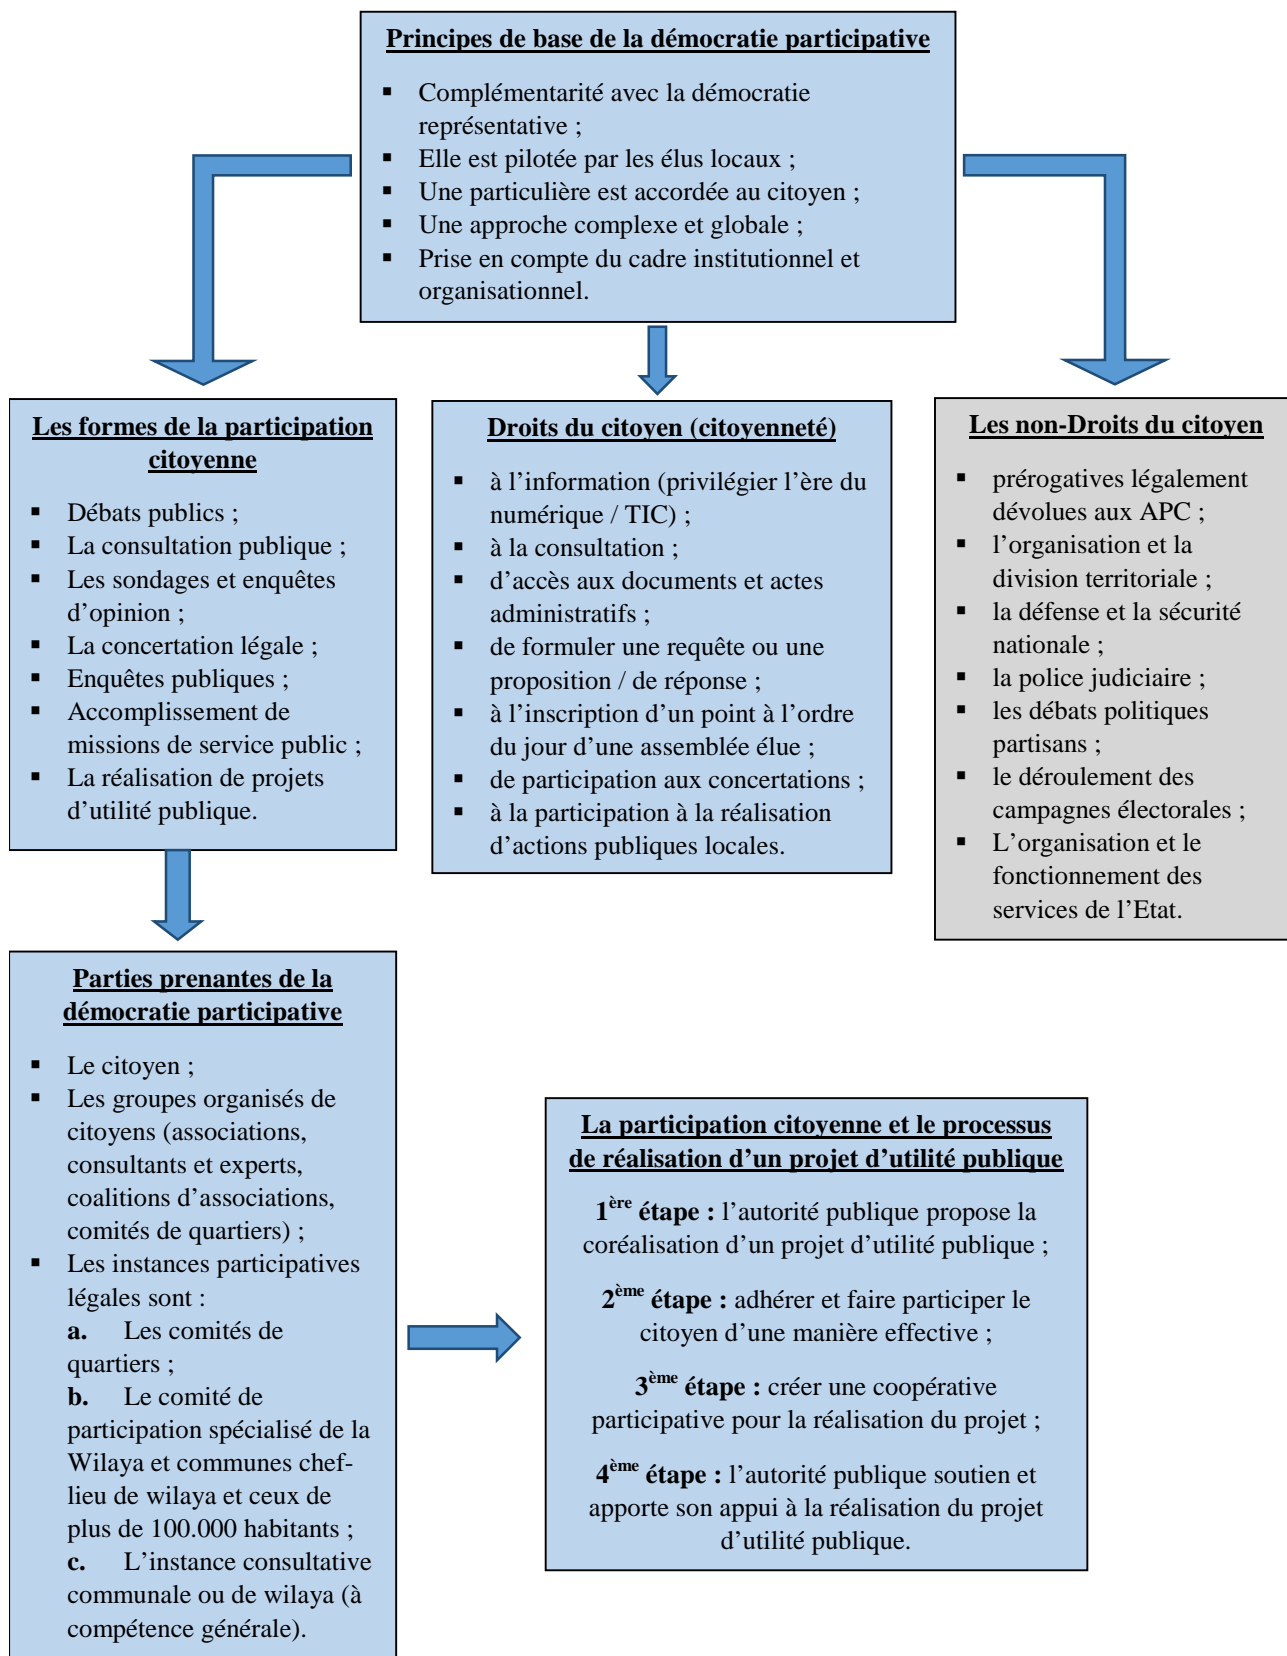 Principes de base de la démocratie participative
▪ Complémentarité avec la démocratie
représentative ;
▪ Elle est pilotée par les élus locaux ;
▪ Une particulière est accordée au citoyen ;
▪ Une approche complexe et globale ;
▪ Prise en compte du cadre institutionnel et
organisationnel.
Les formes de la participation
citoyenne
▪ Débats publics ;
▪ La consultation publique ;
▪ Les sondages et enquêtes
d’opinion ;
▪ La concertation légale ;
▪ Enquêtes publiques ;
▪ Accomplissement de
missions de service public ;
▪ La réalisation de projets
d’utilité publique.
Droits du citoyen (citoyenneté)
▪ à l’information (privilégier l’ère du
numérique / TIC) ;
▪ à la consultation ;
▪ d’accès aux documents et actes
administratifs ;
▪ de formuler une requête ou une
proposition / de réponse ;
▪ à l’inscription d’un point à l’ordre
du jour d’une assemblée élue ;
▪ de participation aux concertations ;
▪ à la participation à la réalisation
d’actions publiques locales.
Les non-Droits du citoyen
▪ prérogatives légalement
dévolues aux APC ;
▪ l’organisation et la
division territoriale ;
▪ la défense et la sécurité
nationale ;
▪ la police judiciaire ;
▪ les débats politiques
partisans ;
▪ le déroulement des
campagnes électorales ;
▪ L’organisation et le
fonctionnement des
services de l’Etat.
Parties prenantes de la
démocratie participative
▪ Le citoyen ;
▪ Les groupes organisés de
citoyens (associations,
consultants et experts,
coalitions d’associations,
comités de quartiers) ;
▪ Les instances participatives
légales sont :
a. Les comités de
quartiers ;
b. Le comité de
participation spécialisé de la
Wilaya et communes chef-
lieu de wilaya et ceux de
plus de 100.000 habitants ;
c. L’instance consultative
communale ou de wilaya (à
compétence générale).
La participation citoyenne et le processus
de réalisation d’un projet d’utilité publique
1ère étape : l’autorité publique propose la
coréalisation d’un projet d’utilité publique ;
2ème étape : adhérer et faire participer le
citoyen d’une manière effective ;
3ème étape : créer une coopérative
participative pour la réalisation du projet ;
4ème étape : l’autorité publique soutien et
apporte son appui à la réalisation du projet
d’utilité publique.